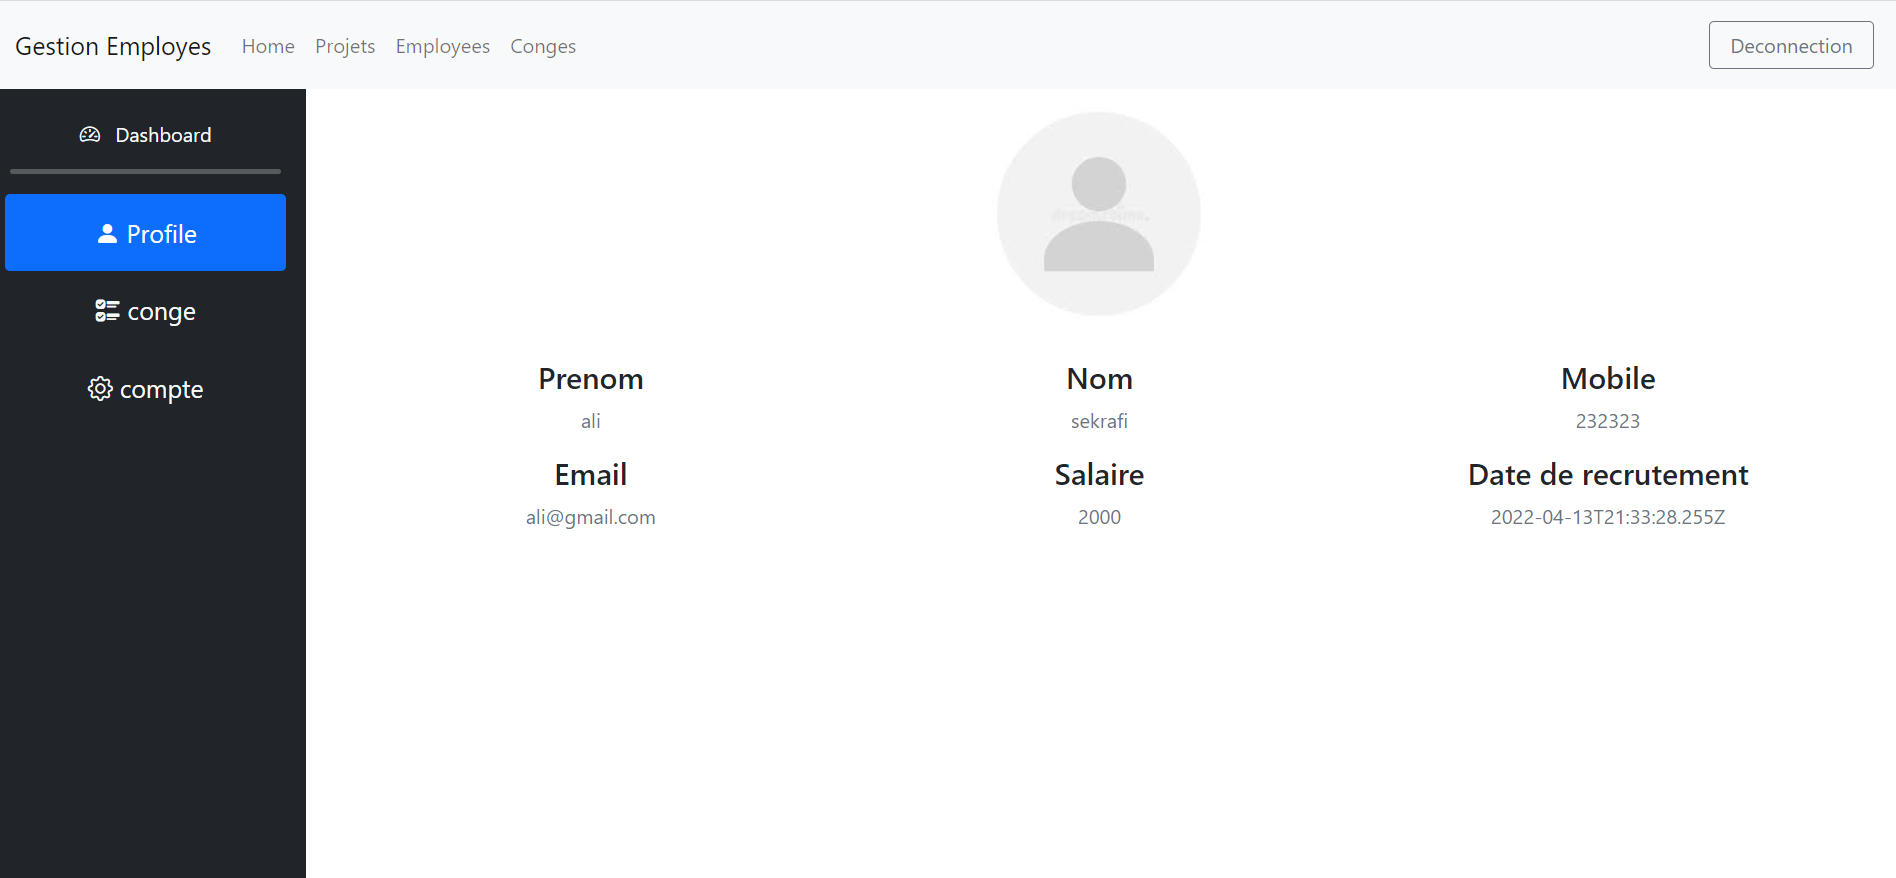 Gestion Employes Home Projets Employees Conges Deconnection
Dashboard
Profile
conge
compte
Prenom Nom Mobile
ali sekrafi 232323
Email Salaire Date de recrutement
ali@gmail.com 2000 2022-04-13T21:33:28.255Z